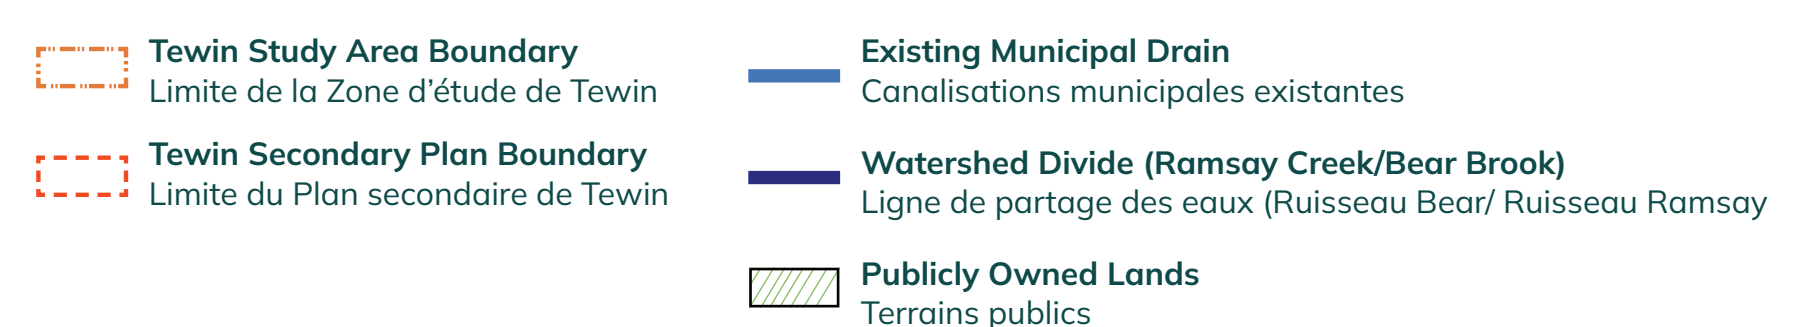 Tewin Study Area Boundary
Limite de la Zone d’étude de Tewin
Tewin Secondary Plan Boundary
Limite du Plan secondaire de Tewin
Existing Municipal Drain
Canalisations municipales existantes
Watershed Divide (Ramsay Creek/Bear Brook)
Ligne de partage des eaux (Ruisseau Bear/ Ruisseau Ramsay
Publicly Owned Lands
Terrains publics